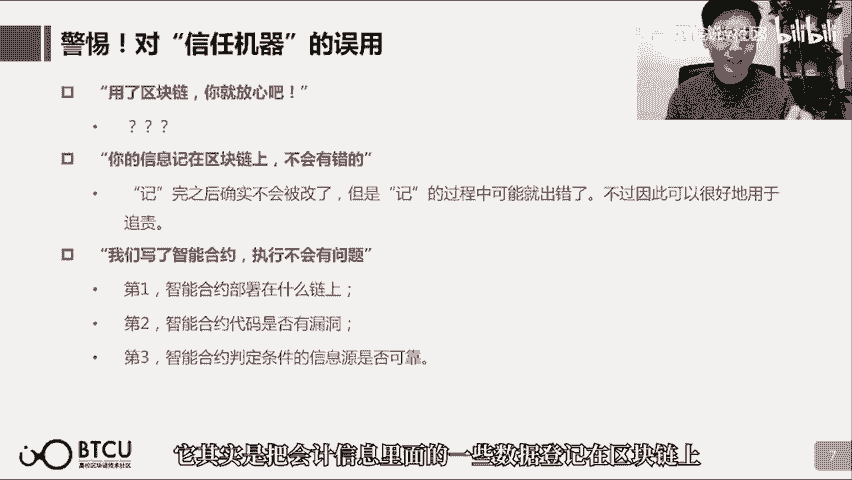 警惕！对“信任机器”的误用
bilibili
“用了区块链，你就放心吧！”
？？？
“你的信息记在区块链上，不会有错的”
“记”完之后确实不会被改了，但是“记”的过程中可能就出错了。不过因此可以很好地用于
追责。
“我们写了智能合约，执行不会有问题”
第1，智能合约部署在什么链上；
第2，智能合约代码是否有漏洞；
第3，智能合约判定条件的信息源是否可靠。
BTCU
高校区块链技术社区
它其实是把会计信息里面的一些数据登记在区块链上
7